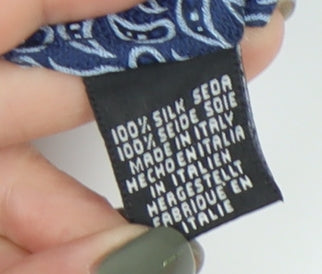 100% SILK SEDA
100% SEIDE SOIE
MADE IN ITALY
HECHO EN ITALIA
IN ITALIEN
HERGESTELLT
FABRIQUE EN
ITALIE